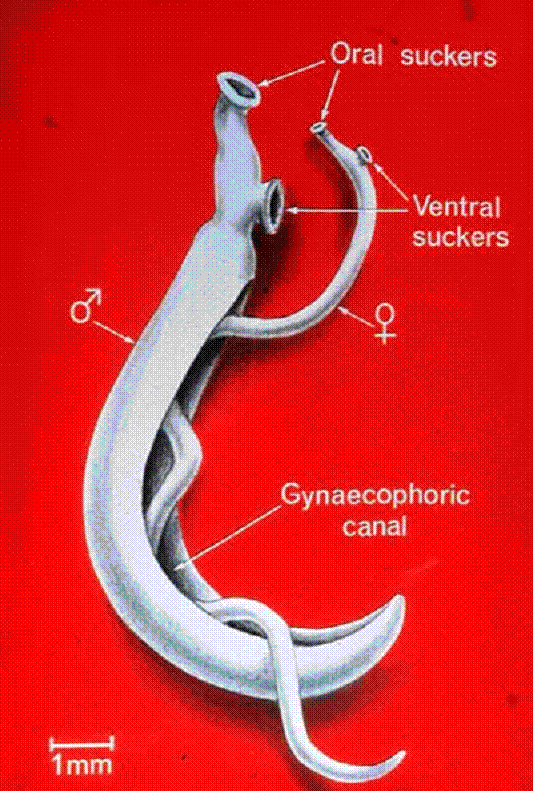 Oral suckers
Ventral
suckers
♂
♀
Gynaecophoric
canal
1mm